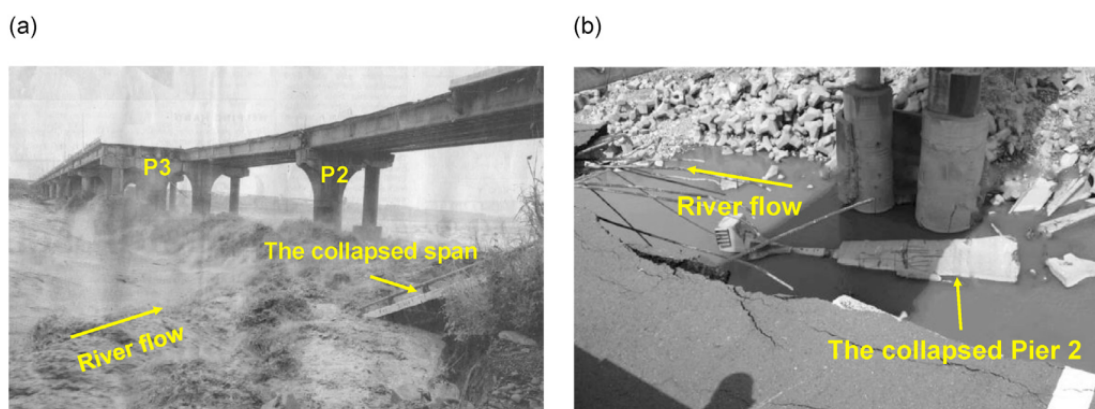 (a)
(b)
P3
P2
The collapsed span
River flow
River flow
The collapsed Pier 2